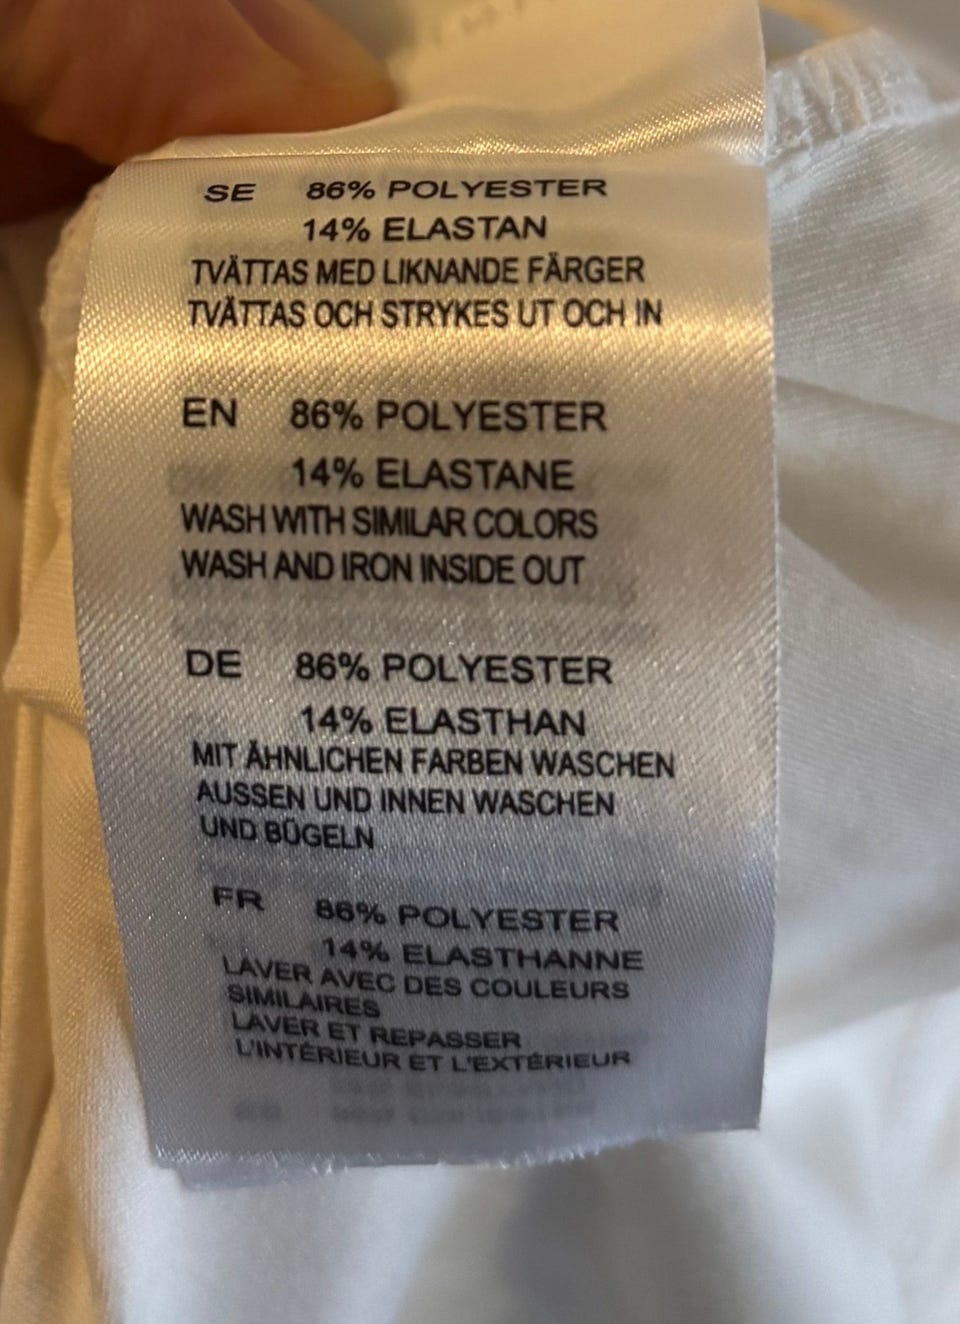 SE 86% POLYESTER
14% ELASTAN
TVÄTTAS MED LIKNANDE FÄRGER
TVÄTTAS OCH STRYKES UT OCH IN
EN 86% POLYESTER
14% ELASTANE
WASH WITH SIMILAR COLORS
WASH AND IRON INSIDE OUT
DE 86% POLYESTER
14% ELASTHAN
MIT ÄHNLICHEN FARBEN WASCHEN
AUSSEN UND INNEN WASCHEN
UND BÜGELN
FR 86% POLYESTER
14% ELASTHANNE
LAVER AVEC DES COULEURS
SIMILAIRES
LAVER ET REPASSER
L'INTÉRIEUR ET L'EXTÉRIEUR